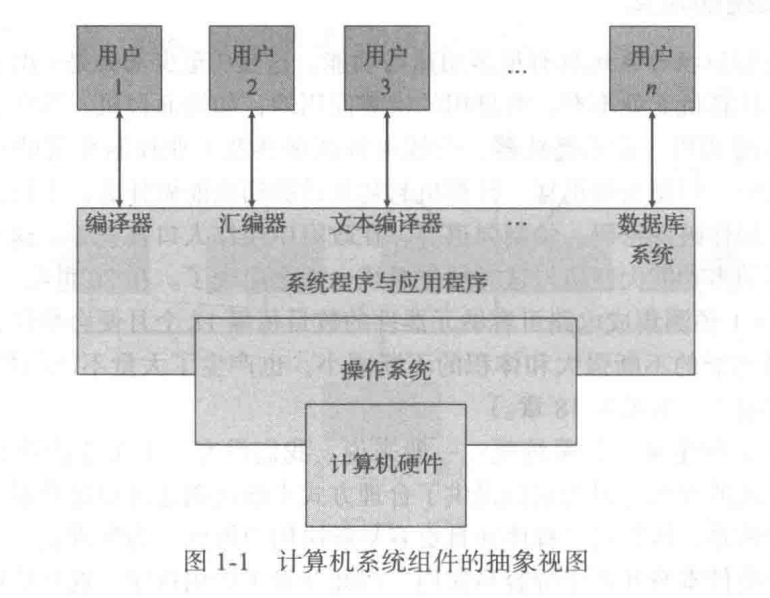 用户 用户 用户 用户
1 2 3 … n
编译器 汇编器 文本编译器 … 数据库
系统
系统程序与应用程序
操作系统
计算机硬件
图 1-1 计算机系统组件的抽象视图